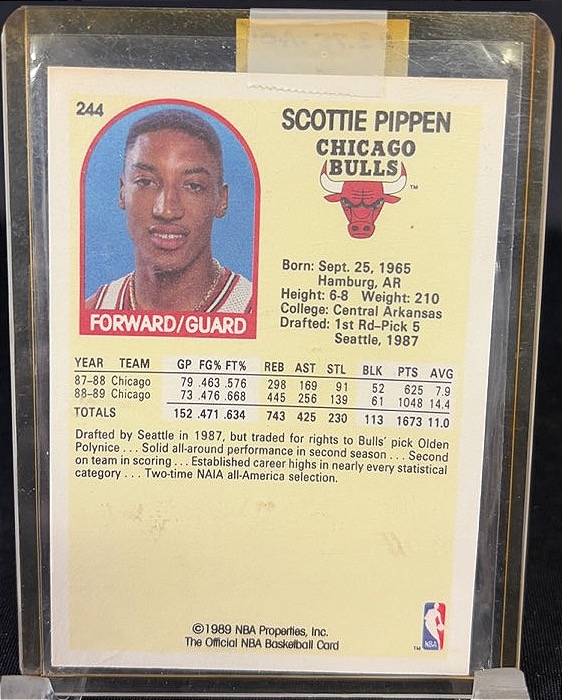 244
SCOTTIE PIPPEN
CHICAGO
BULLS
TM
FORWARD/GUARD
Born: Sept. 25, 1965
Hamburg, AR
Height: 6-8 Weight: 210
College: Central Arkansas
Drafted: 1st Rd-Pick 5
Seattle, 1987
YEAR TEAM GP FG% FT% REB AST STL BLK PTS AVG
87-88 Chicago 79 .463 .576 298 169 91 52 625 7.9
88-89 Chicago 73 .476 .668 445 256 139 61 1048 14.4
TOTALS 152 .471 .634 743 425 230 113 1673 11.0
Drafted by Seattle in 1987, but traded for rights to Bulls' pick Olden
Polynice . . . Solid all-around performance in second season . . . Second
on team in scoring . . . Established career highs in nearly every statistical
category . . . Two-time NAIA all-America selection.
©1989 NBA Properties, Inc.
The Official NBA Basketball Card
NBA
TM